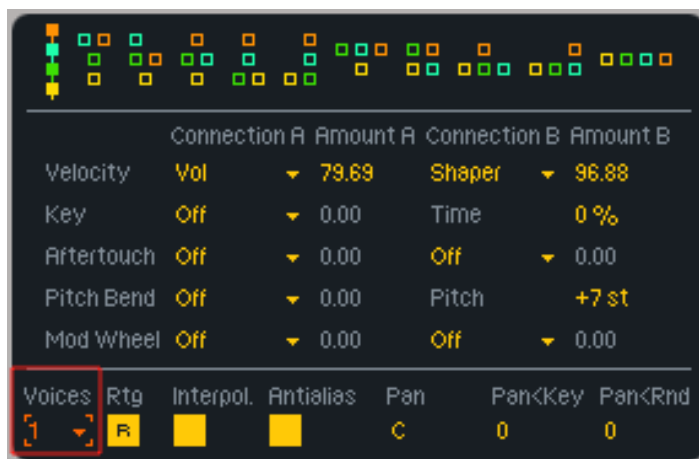 Connection A Amount A Connection B Amount B
Velocity Vol 79.69 Shaper 96.88
Key Off 0.00 Time 0 %
Aftertouch Off 0.00 Off 0.00
Pitch Bend Off 0.00 Pitch +7 st
Mod Wheel Off 0.00 Off 0.00
Voices Rtg Interpol. Antialias Pan Pan<Key Pan<Rnd
1 R C 0 0